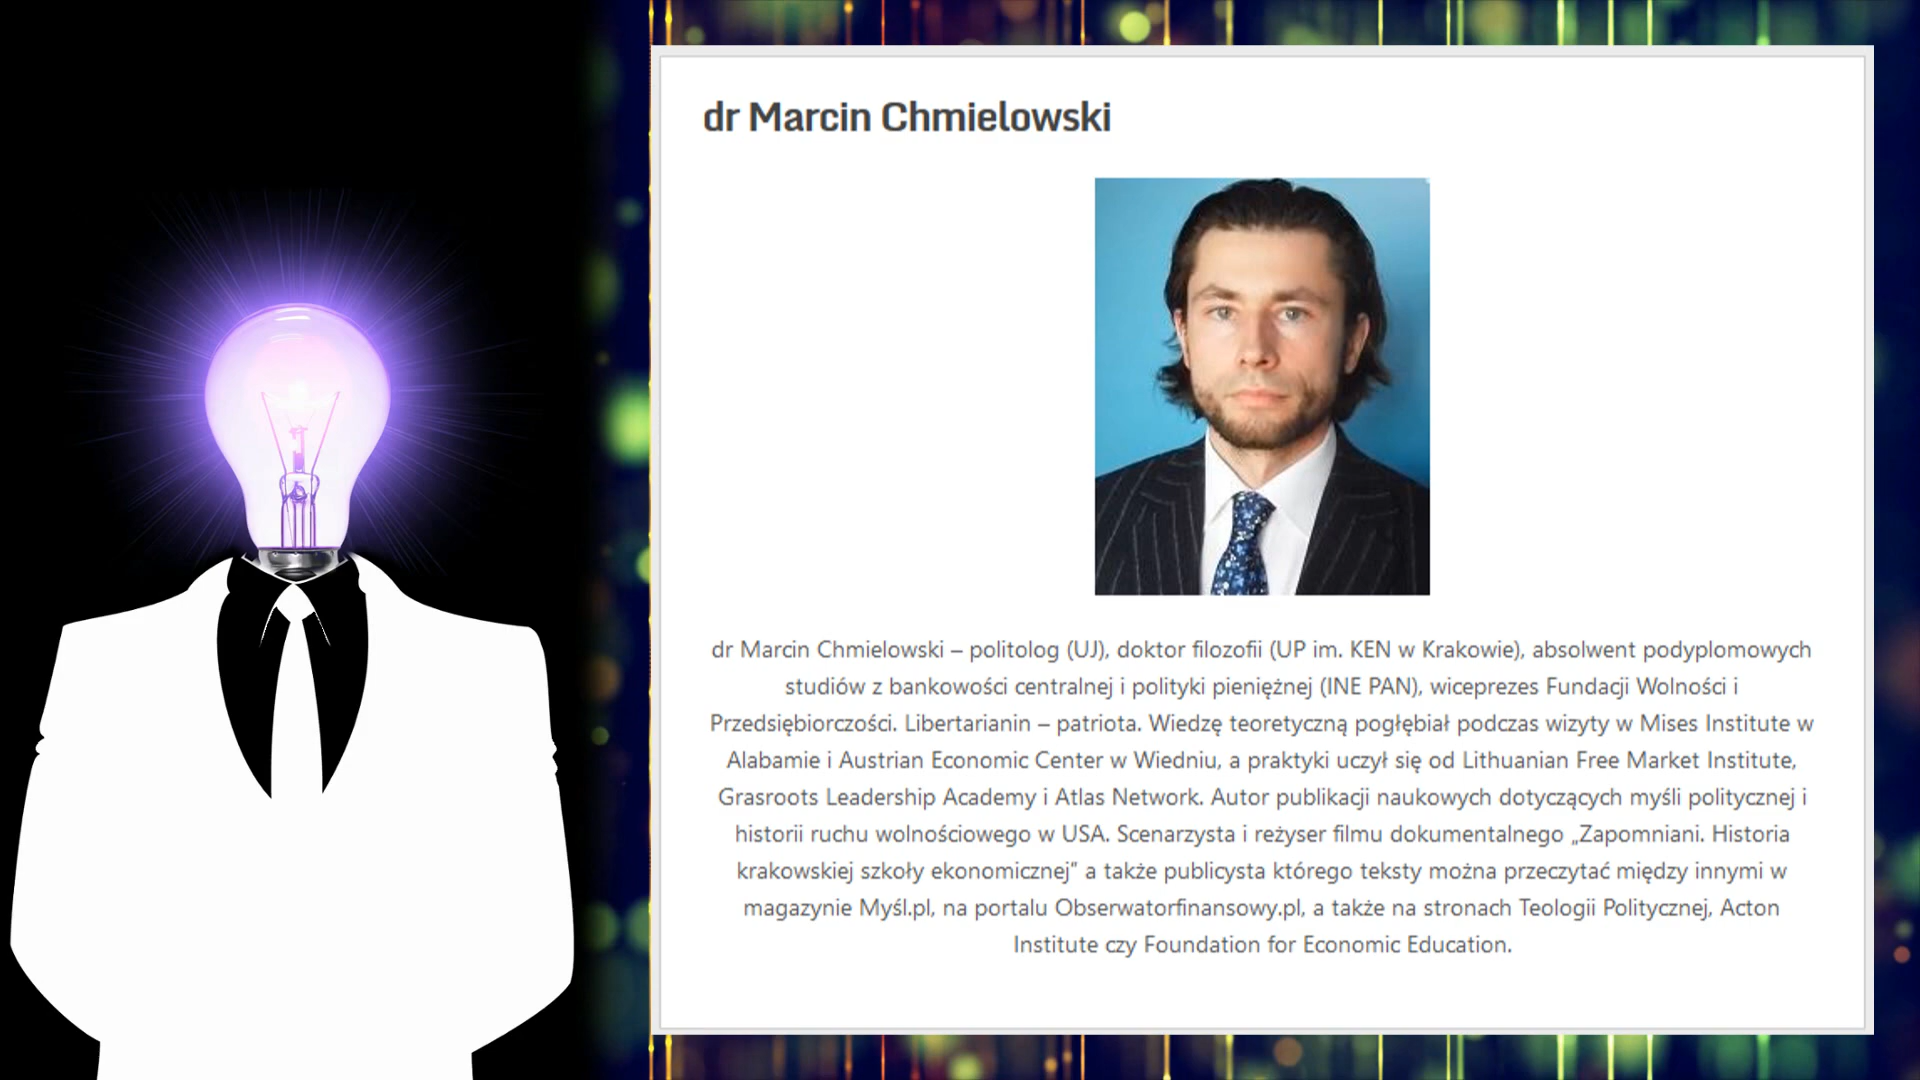 dr Marcin Chmielowski
dr Marcin Chmielowski – politolog (UJ), doktor filozofii (UP im. KEN w Krakowie), absolwent podyplomowych
studiów z bankowości centralnej i polityki pieniężnej (INE PAN), wiceprezes Fundacji Wolności i
Przedsiębiorczości. Libertarianin – patriota. Wiedzę teoretyczną pogłębiał podczas wizyty w Mises Institute w
Alabamie i Austrian Economic Center w Wiedniu, a praktyki uczył się od Lithuanian Free Market Institute,
Grasroots Leadership Academy i Atlas Network. Autor publikacji naukowych dotyczących myśli politycznej i
historii ruchu wolnościowego w USA. Scenarzysta i reżyser filmu dokumentalnego „Zapomniani. Historia
krakowskiej szkoły ekonomicznej” a także publicysta którego teksty można przeczytać między innymi w
magazynie Myśl.pl, na portalu Obserwatorfinansowy.pl, a także na stronach Teologii Politycznej, Acton
Institute czy Foundation for Economic Education.